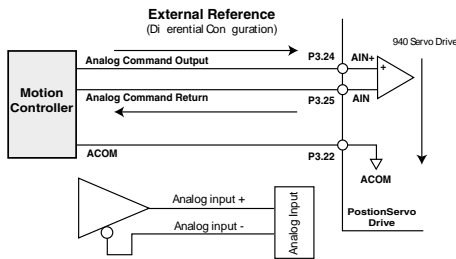 External Reference
(Di erential Con guration)
940 Servo Drive
P3.24
AIN+
Analog Command Output
+
Motion
Controller
Analog Command Return
P3.25
AIN
ACOM
P3.22
ACOM
Analog input +
Analog input -
Analog Input
PostionServo
Drive